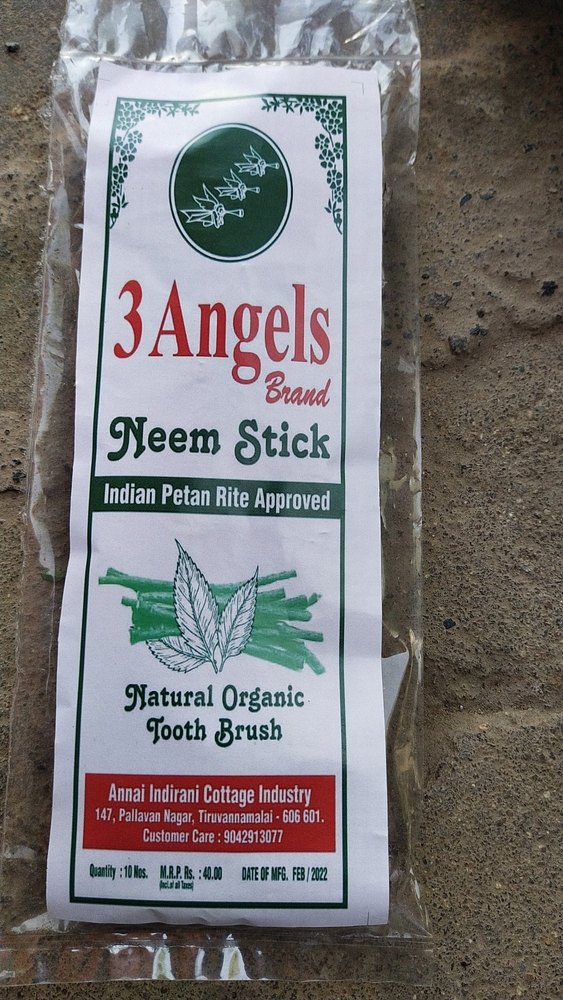 3 Angels
Brand
Neem Stick
Indian Petan Rite Approved
Natural Organic
Tooth Brush
Annai Indirani Cottage Industry
147, Pallavan Nagar, Tiruvannamalai - 606 601.
Customer Care : 9042913077
Quantity : 10 Nos. M.R.P. Rs. : 40.00 DATE OF MFG. FEB / 2022
(Incl.of all Taxes)